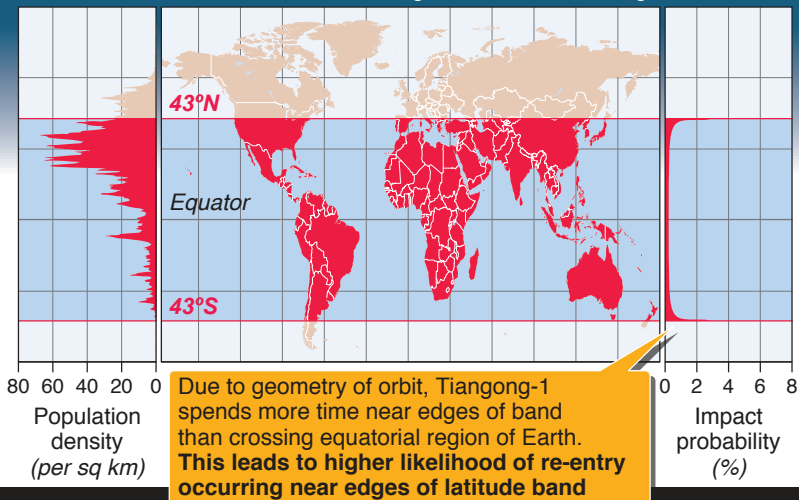 43ºN
Equator
43ºS
80 60 40 20 0
Population
density
(per sq km)
Due to geometry of orbit, Tiangong-1
spends more time near edges of band
than crossing equatorial region of Earth.
This leads to higher likelihood of re-entry
occurring near edges of latitude band
0 2 4 6 8
Impact
probability
(%)